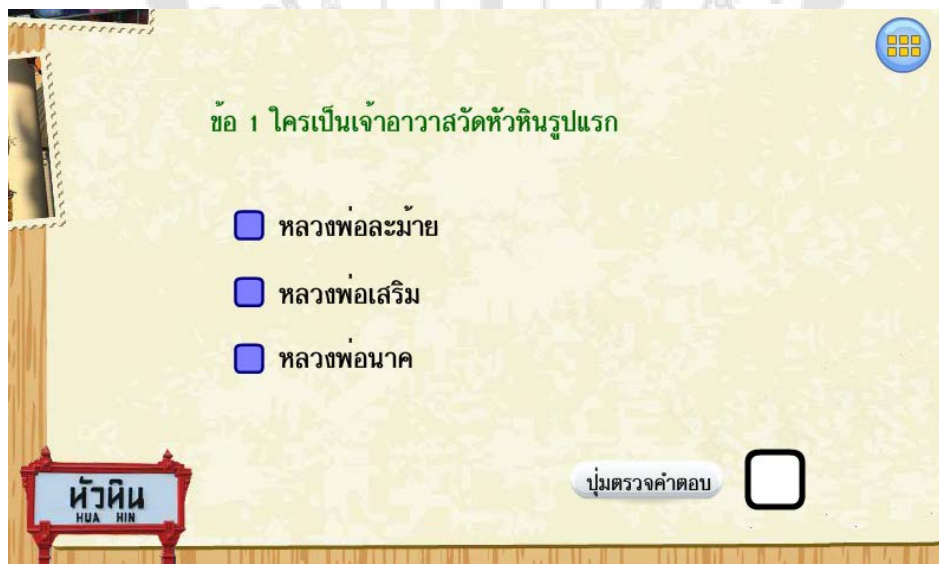 ข้อ 1 ใครเป็นเจ้าอาวาสวัดหัวหินรูปแรก
หลวงพ่อละม้าย
หลวงพ่อเสริม
หลวงพ่อนาค
ปุ่มตรวจคำตอบ
หัวหิน
HUA HIN